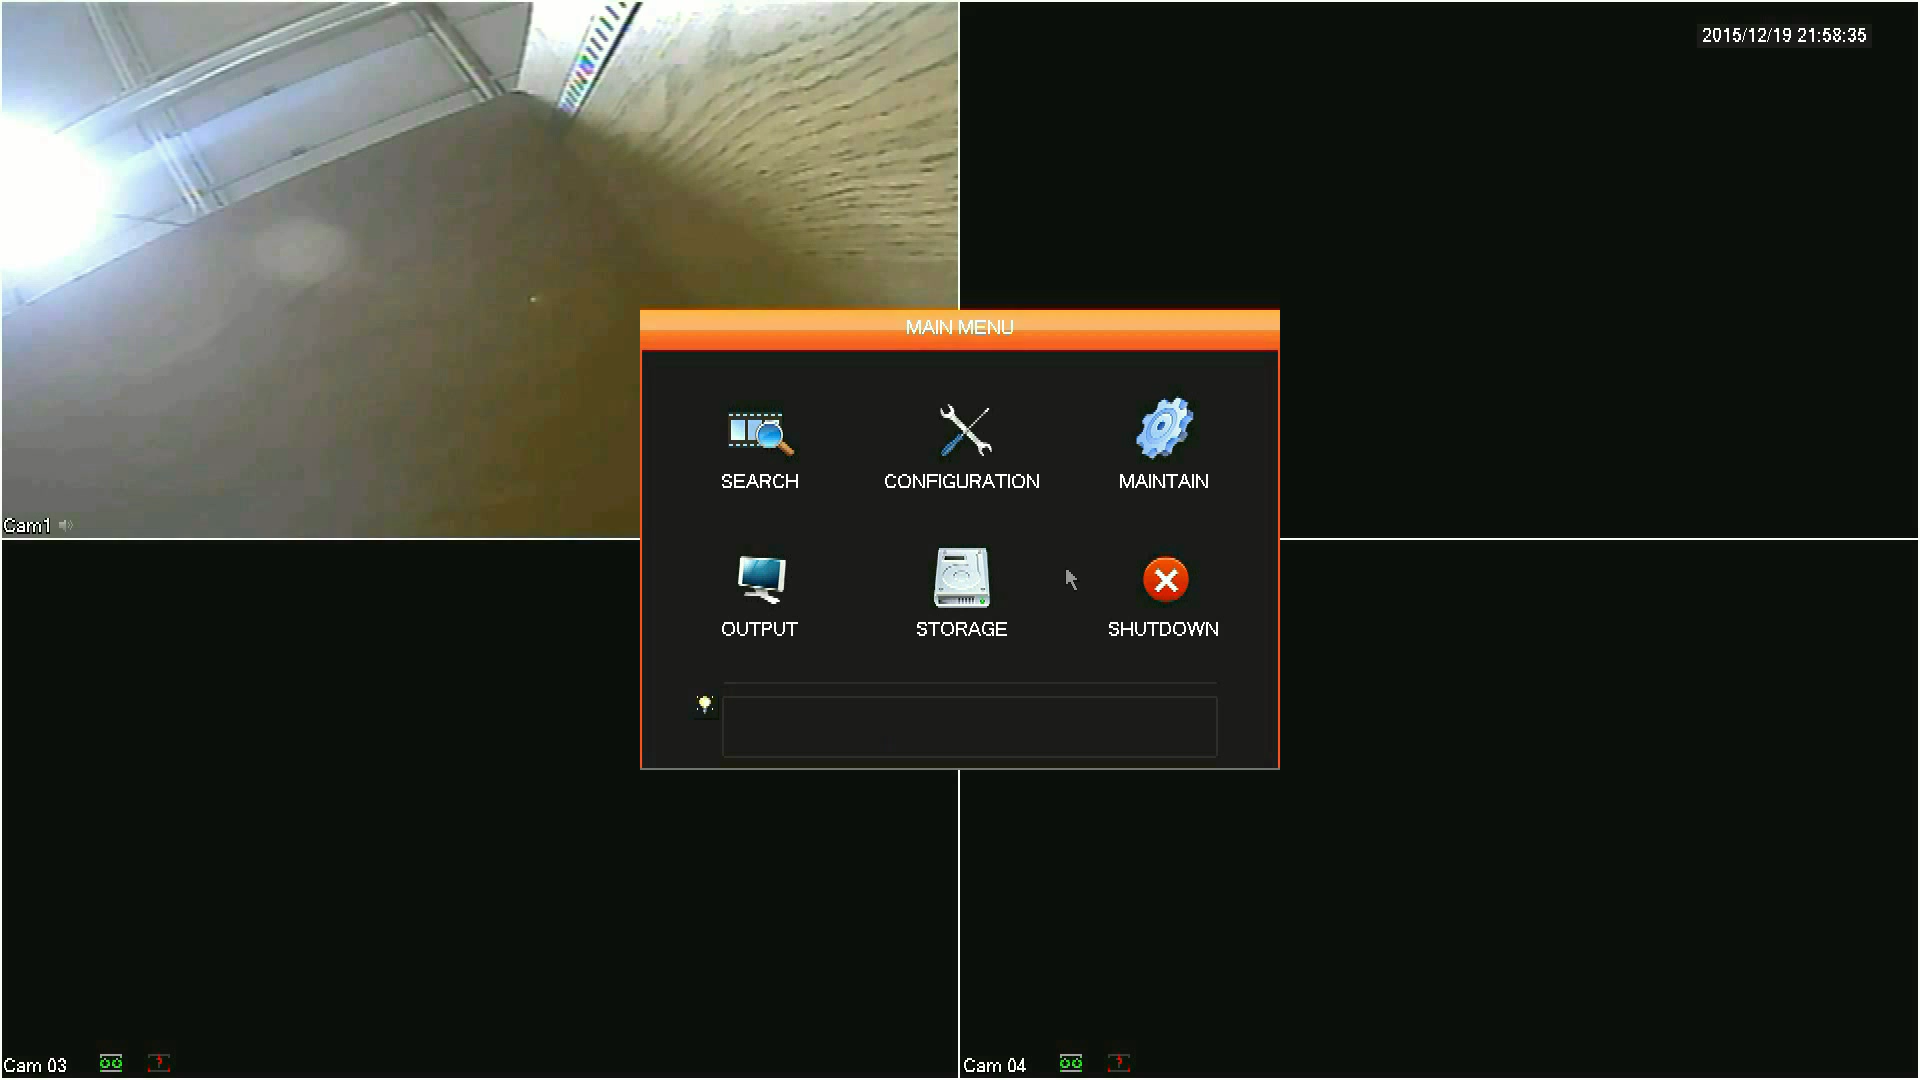 2015/12/19 21:58:35
MAIN MENU
SEARCH
CONFIGURATION
MAINTAIN
Cam1
OUTPUT
STORAGE
SHUTDOWN
Cam 03
?
Cam 04
?